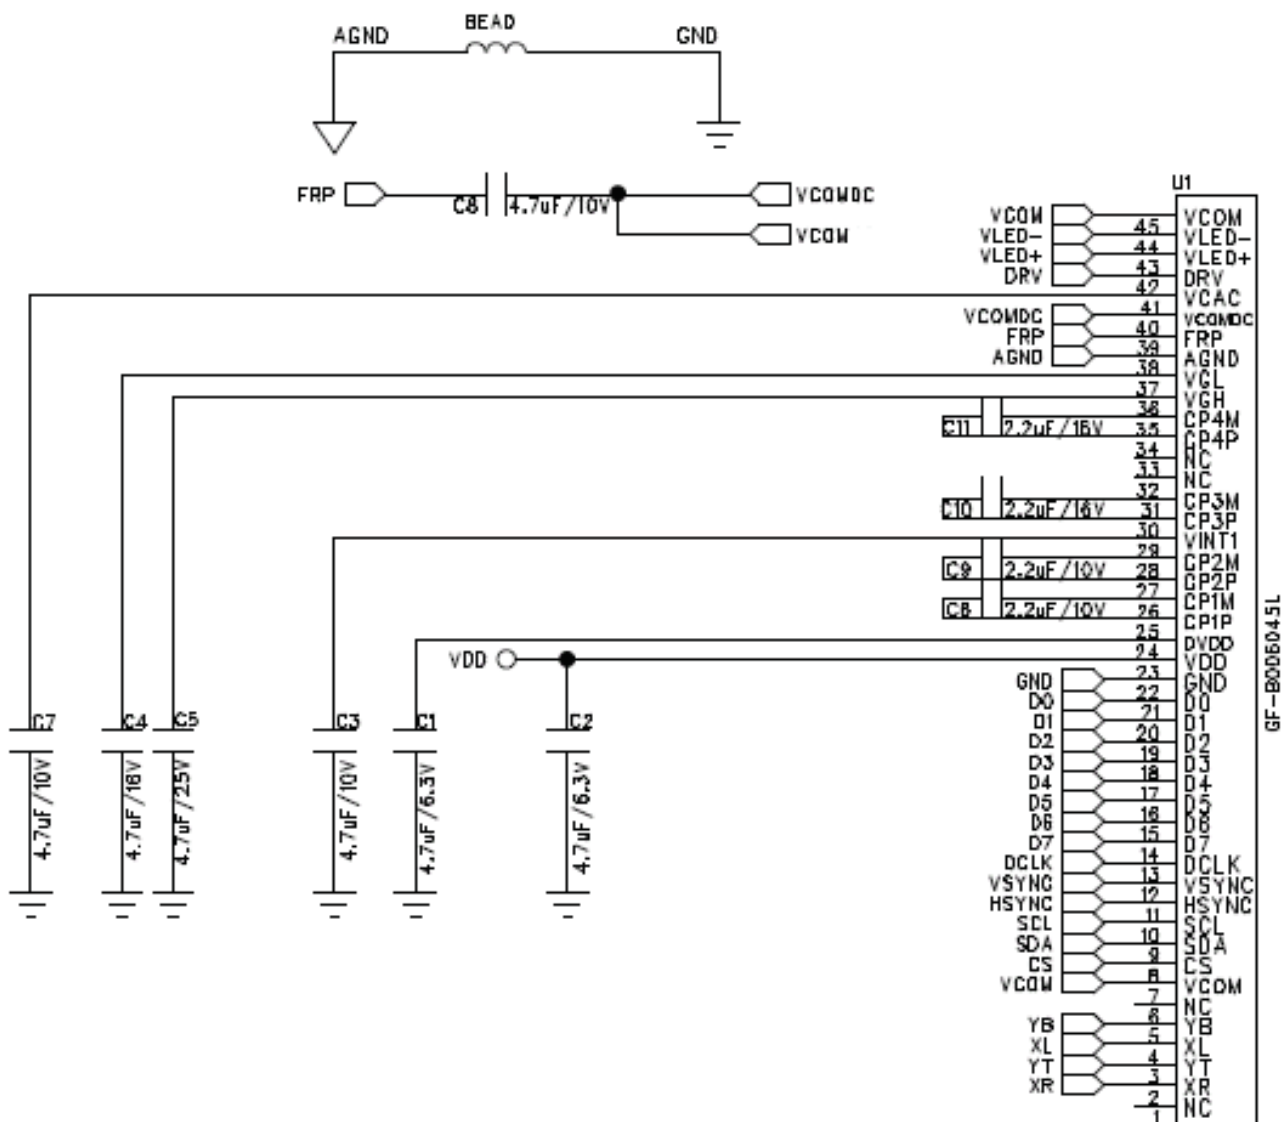 BEAD
AGND
GND
FRP
C8
4.7uF/10V
VCOMDC
VCOM
U1
VCOM
VCOM
45
VLED-
VLED-
44
VLED+
VLED+
43
DRV
DRV
42
VCAC
41
VCOMDC
VCOMDC
40
FRP
FRP
39
AGND
AGND
38
VGL
37
VGH
36
CP4M
C11
2.2uF/16V
35
CP4P
34
NC
33
NC
32
CP3M
C10
2.2uF/16V
31
CP3P
30
VINT1
29
CP2M
C9
2.2uF/10V
28
CP2P
27
CP1M
C8
2.2uF/10V
26
CP1P
25
DVDD
VDD
24
VDD
23
GND
GND
22
D0
D0
21
D1
D1
20
D2
D2
19
D3
D3
18
D4
D4
17
D5
D5
16
D6
D6
15
D7
D7
14
DCLK
DCLK
13
VSYNC
VSYNC
12
HSYNC
HSYNC
11
SCL
SCL
10
SDA
SDA
9
CS
CS
8
VCOM
VCOM
7
NC
6
YB
YB
5
XL
XL
4
YT
YT
3
XR
XR
2
NC
1
C7
4.7uF/10V
C4
4.7uF/16V
C5
4.7uF/25V
C3
4.7uF/10V
C1
4.7uF/6.3V
C2
4.7uF/6.3V